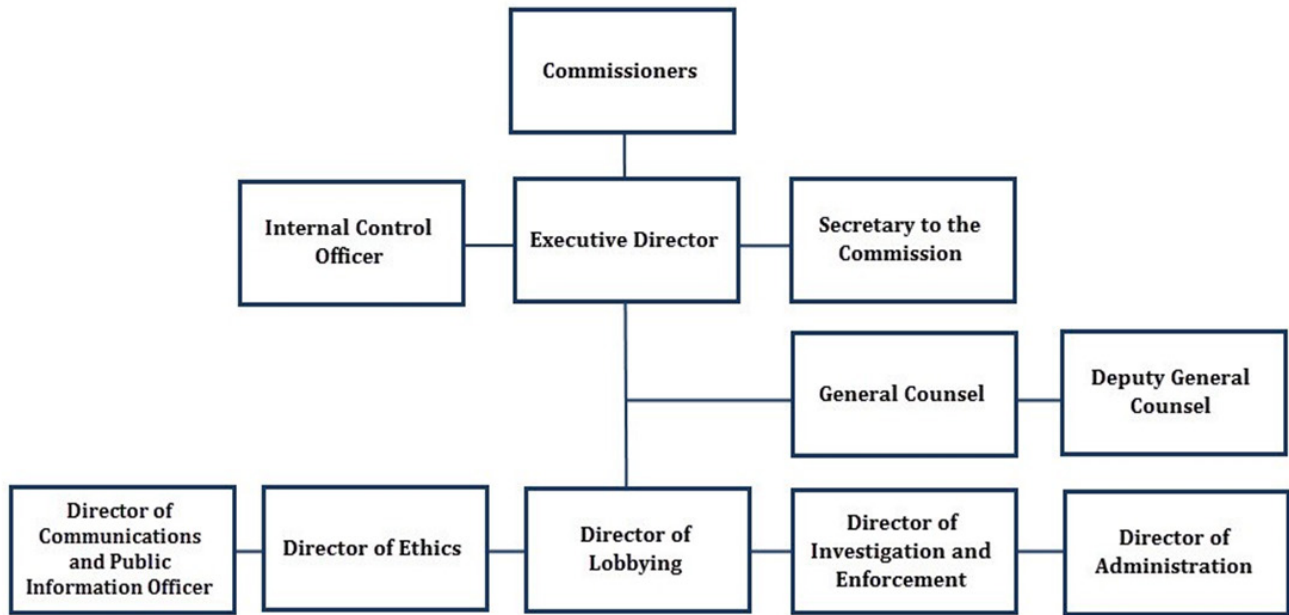 Commissioners
Internal Control
Officer
Executive Director
Secretary to the
Commission
General Counsel
Deputy General
Counsel
Director of
Communications
and Public
Information Officer
Director of Ethics
Director of
Lobbying
Director of
Investigation and
Enforcement
Director of
Administration